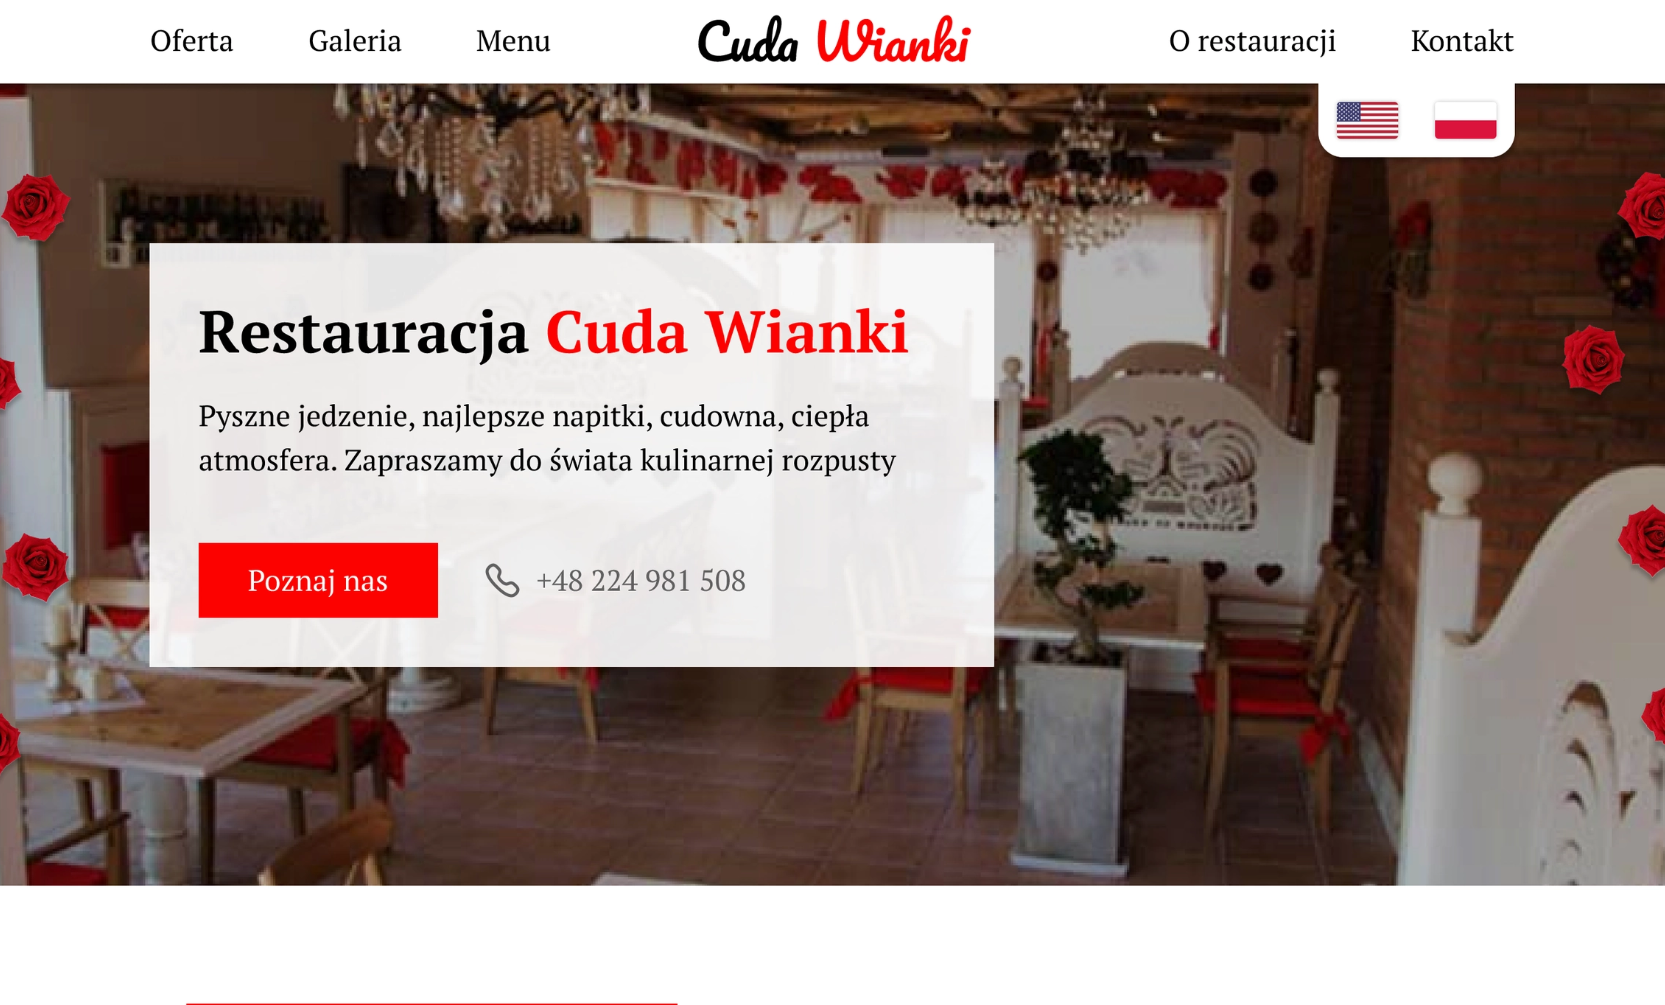 Oferta
Galeria
Menu
Cuda Wianki
O restauracji
Kontakt
Restauracja Cuda Wianki
Pyszne jedzenie, najlepsze napitki, cudowna, ciepła
atmosfera. Zapraszamy do świata kulinarnej rozpusty
Poznaj nas
+48 224 981 508